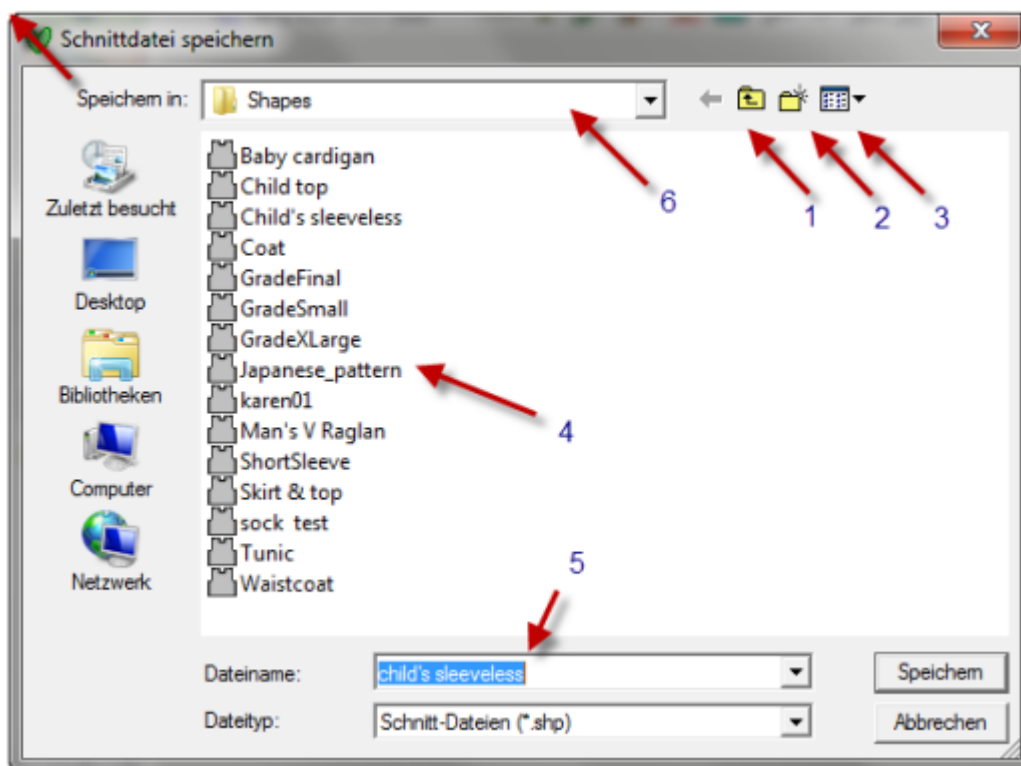 Schnittdatei speichern
Speichern in: Shapes
6
1
2
3
Zuletzt besucht
Desktop
Bibliotheken
Computer
Netzwerk
Baby cardigan
Child top
Child's sleeveless
Coat
GradeFinal
GradeSmall
GradeXLarge
Japanese_pattern
karen01
Man's V Raglan
ShortSleeve
Skirt & top
sock test
Tunic
Waistcoat
4
5
Dateiname: child's sleeveless Speichern
Dateityp: Schnitt-Dateien (*.shp) Abbrechen